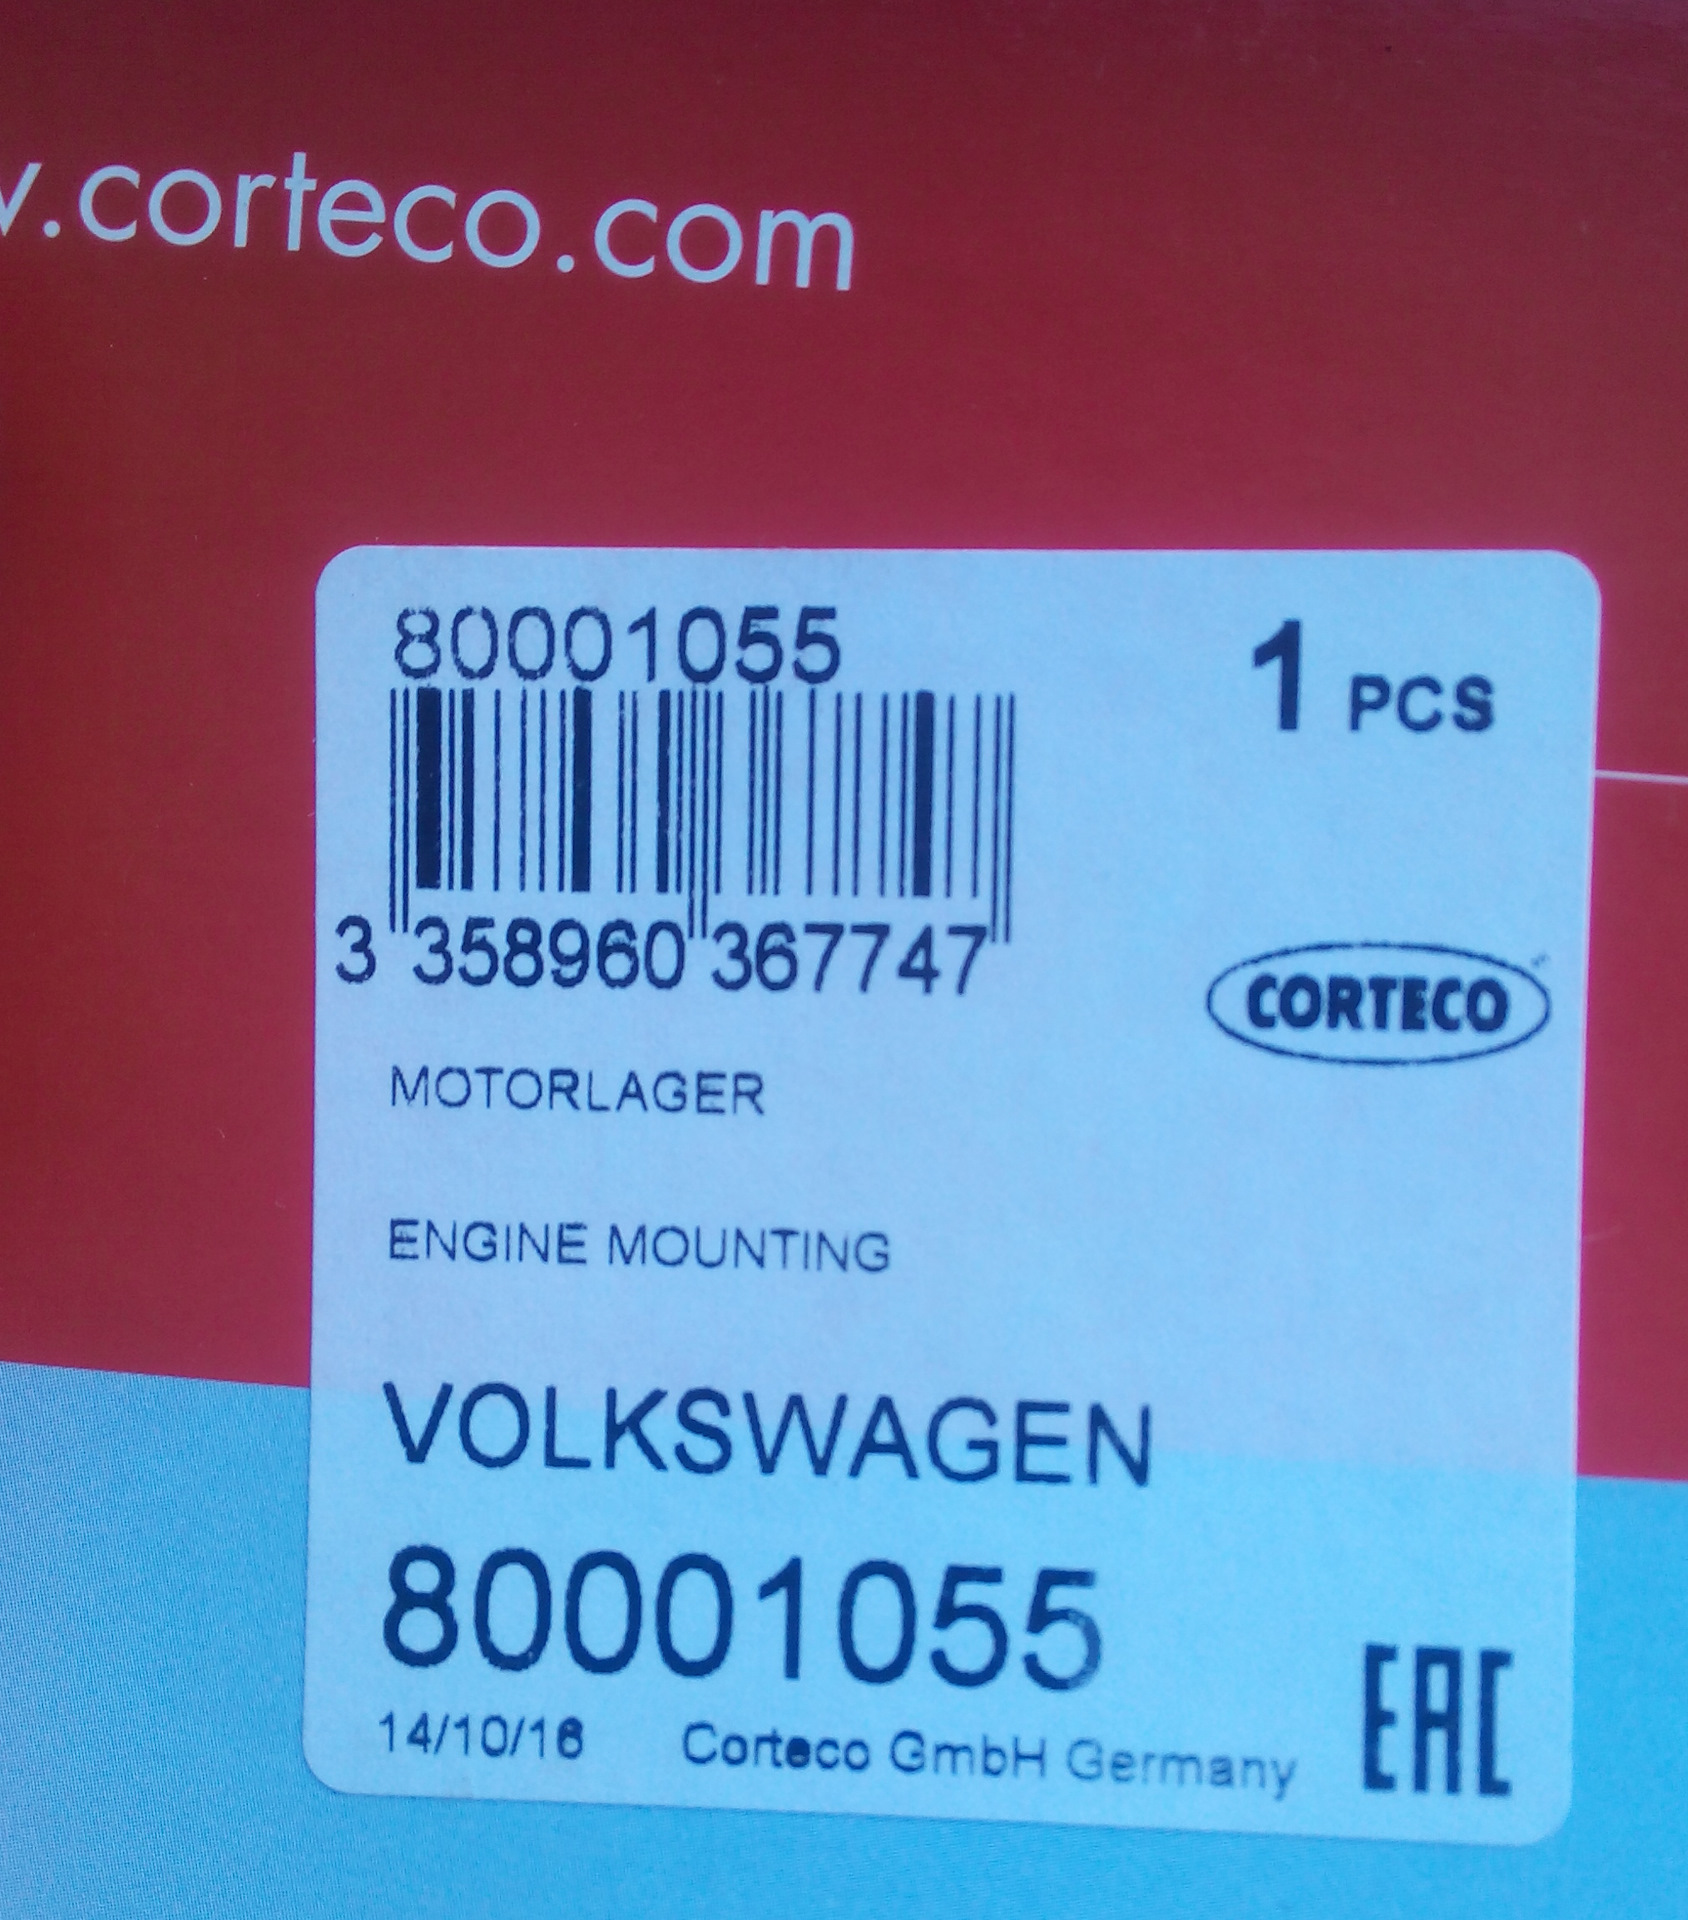 .corteco.com
80001055
1 PCS
3 358960 367747
CORTECO
MOTORLAGER
ENGINE MOUNTING
VOLKSWAGEN
80001055
14/10/16 Corteco GmbH Germany
EAC